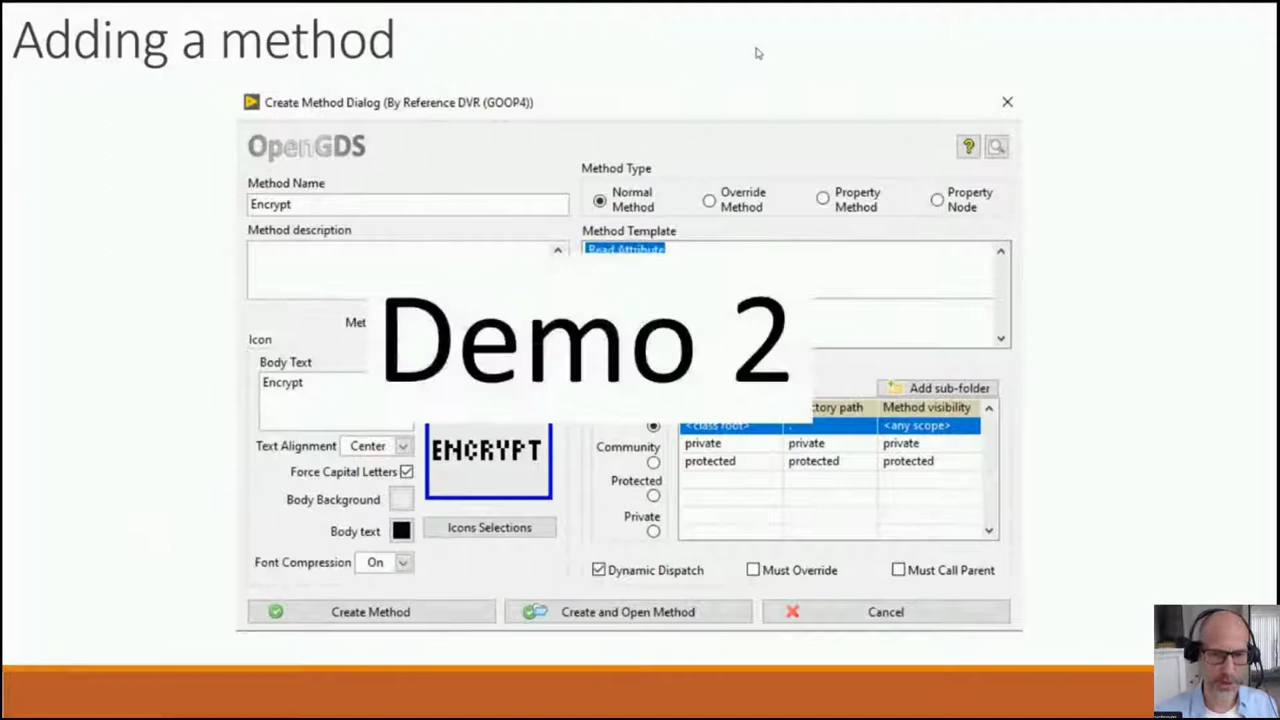 Adding a method
Create Method Dialog (By Reference DVR (GOOP4))
OpenGDS
?
Method Name
Encrypt
Method description
Method Type
Normal Method
Override Method
Property Method
Property Node
Method Template
Read Attribute
Demo 2
Met
Icon
Body Text
Encrypt
Text Alignment Center
Force Capital Letters
Body Background
Body text
Font Compression On
ENCRYPT
Icons Selections
Add sub-folder
tory path Method visibility
<class root> . <any scope>
Community
private private private
protected protected protected
Protected
Private
Dynamic Dispatch
Must Override
Must Call Parent
Create Method
Create and Open Method
Cancel